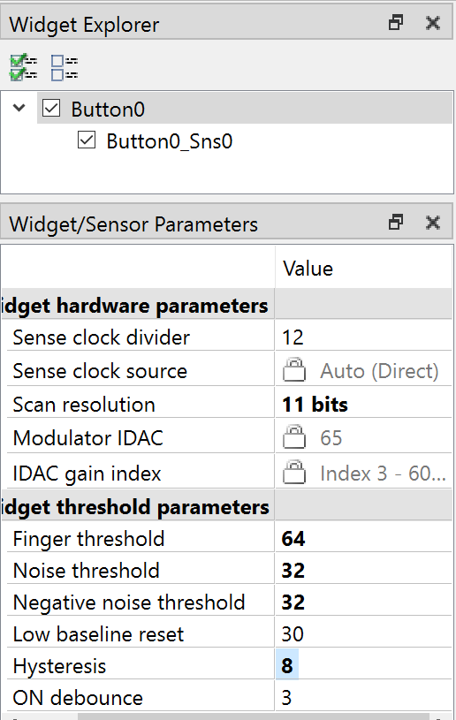 Widget Explorer
Button0
Button0_Sns0
Widget/Sensor Parameters
Value
idget hardware parameters
Sense clock divider 12
Sense clock source Auto (Direct)
Scan resolution 11 bits
Modulator IDAC 65
IDAC gain index Index 3 - 60...
idget threshold parameters
Finger threshold 64
Noise threshold 32
Negative noise threshold 32
Low baseline reset 30
Hysteresis 8
ON debounce 3